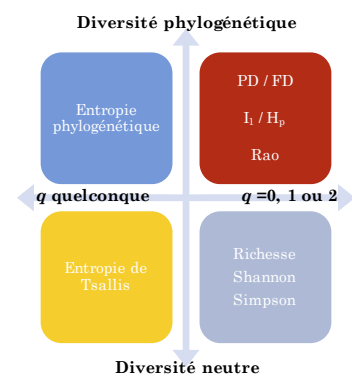 Diversité phylogénétique
Entropie
phylogénétique
PD / FD
I₁ / Hₚ
Rao
q quelconque
q =0, 1 ou 2
Entropie de
Tsallis
Richesse
Shannon
Simpson
Diversité neutre